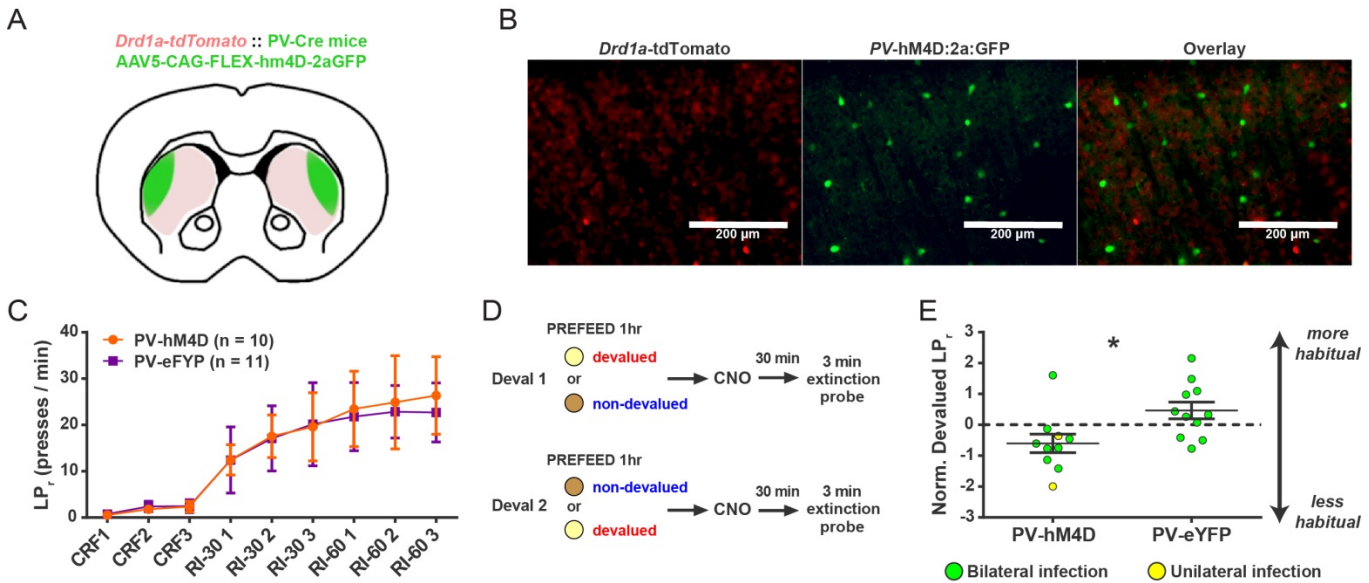 A
Drd1a-tdTomato :: PV-Cre mice
AAV5-CAG-FLEX-hm4D-2aGFP
B
Drd1a-tdTomato
PV-hM4D:2a:GFP
Overlay
200 µm
200 µm
200 µm
C
LPr (presses / min)
40
30
20
10
0
PV-hM4D (n = 10)
PV-eFYP (n = 11)
CRF1
CRF2
CRF3
RI-30 1
RI-30 2
RI-30 3
RI-60 1
RI-60 2
RI-60 3
D
PREFEED 1hr
Deval 1
devalued
or
non-devalued
CNO
30 min
3 min
extinction
probe
PREFEED 1hr
Deval 2
non-devalued
or
devalued
CNO
30 min
3 min
extinction
probe
E
Norm. Devalued LPr
3
2
1
0
-1
-2
-3
*
PV-hM4D
PV-eYFP
more
habitual
less
habitual
Bilateral infection
Unilateral infection